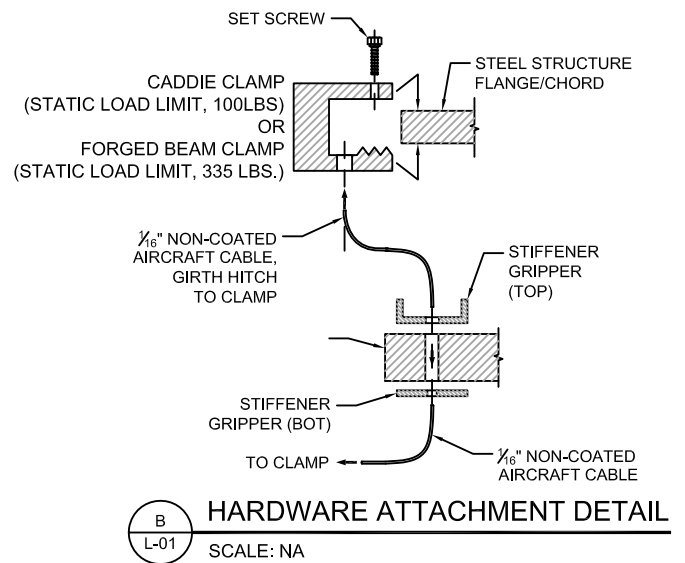 SET SCREW
CADDIE CLAMP
(STATIC LOAD LIMIT, 100LBS)
OR
FORGED BEAM CLAMP
(STATIC LOAD LIMIT, 335 LBS.)
STEEL STRUCTURE
FLANGE/CHORD
1/16" NON-COATED
AIRCRAFT CABLE,
GIRTH HITCH
TO CLAMP
STIFFENER
GRIPPER
(TOP)
STIFFENER
GRIPPER (BOT)
TO CLAMP
1/16" NON-COATED
AIRCRAFT CABLE
B
L-01
HARDWARE ATTACHMENT DETAIL
SCALE: NA